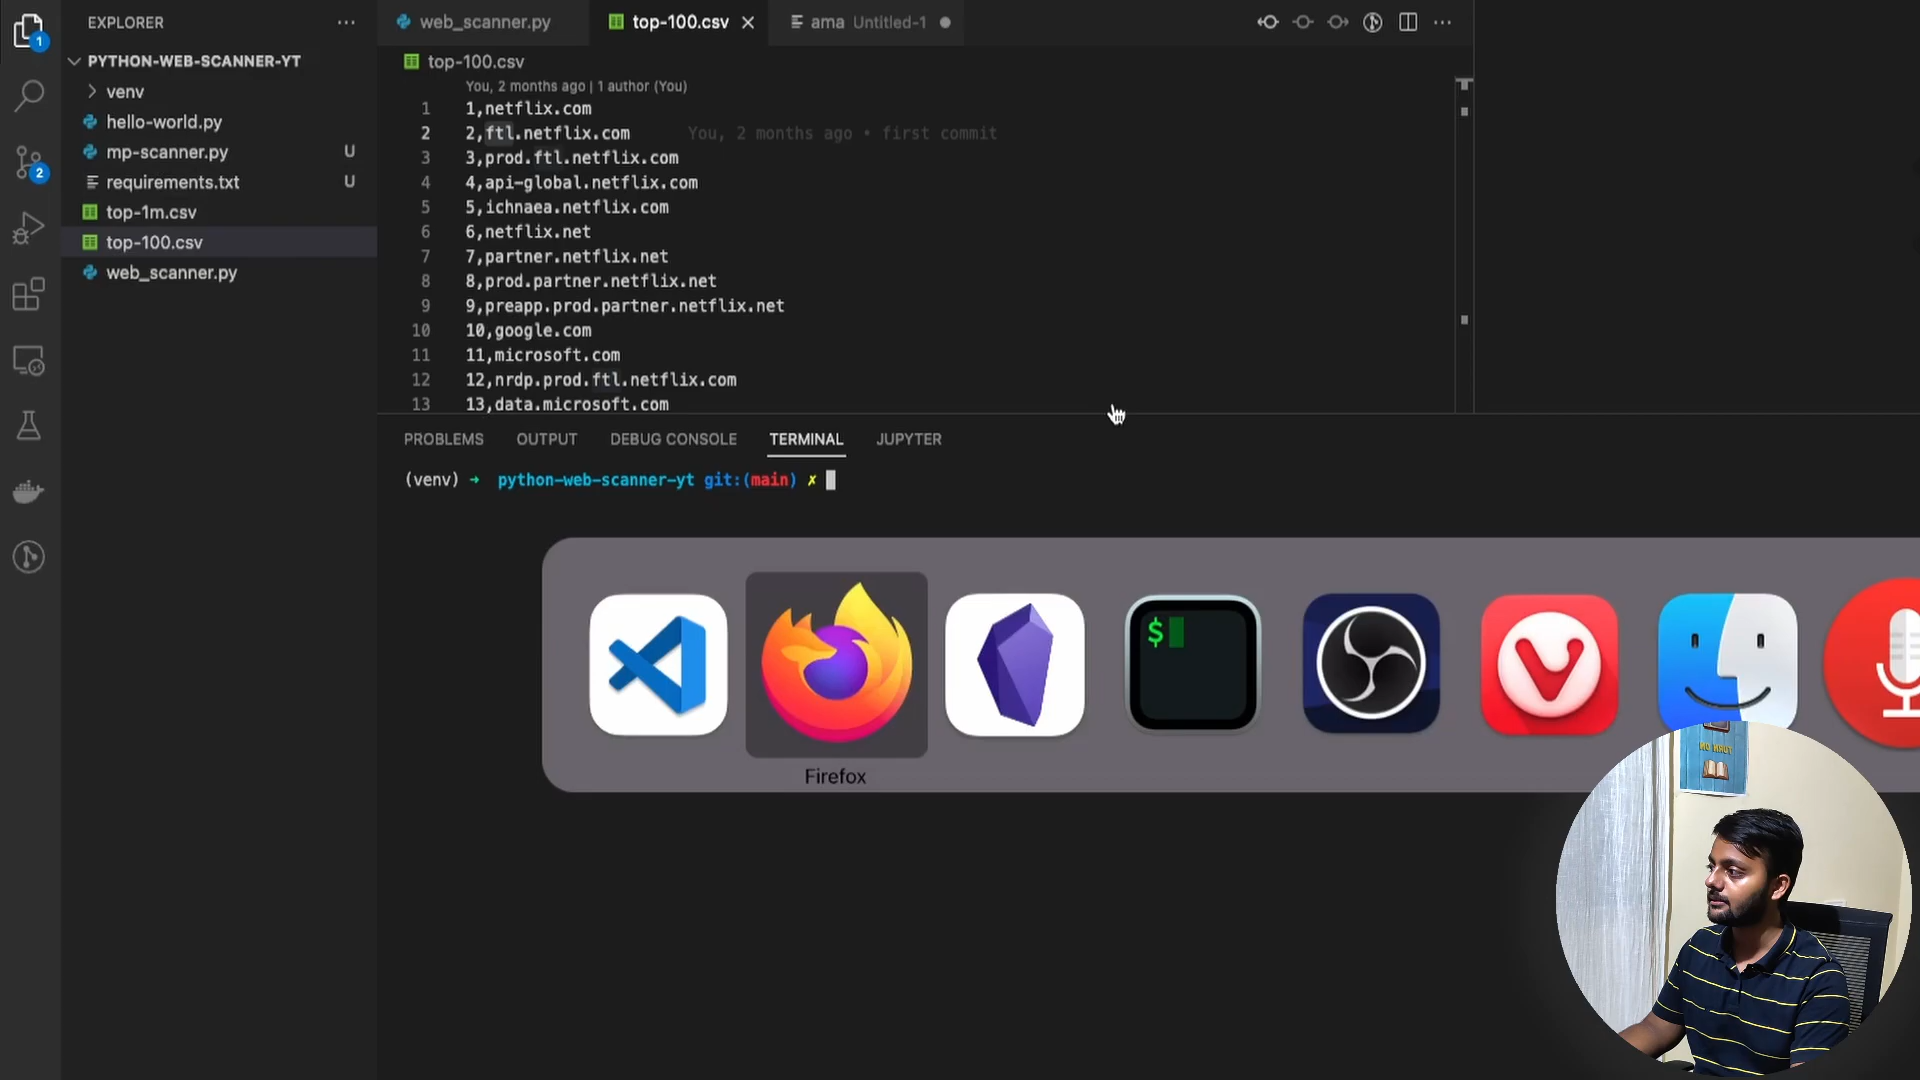 EXPLORER
web_scanner.py
top-100.csv
ama Untitled-1
PYTHON-WEB-SCANNER-YT
venv
hello-world.py
mp-scanner.py U
requirements.txt U
top-1m.csv
top-100.csv
web_scanner.py
1
2
top-100.csv
You, 2 months ago | 1 author (You)
1 1,netflix.com
2 2,ftl.netflix.com You, 2 months ago • first commit
3 3,prod.ftl.netflix.com
4 4,api-global.netflix.com
5 5,ichnaea.netflix.com
6 6,netflix.net
7 7,partner.netflix.net
8 8,prod.partner.netflix.net
9 9,preapp.prod.partner.netflix.net
10 10,google.com
11 11,microsoft.com
12 12,nrdp.prod.ftl.netflix.com
13 13,data.microsoft.com
PROBLEMS OUTPUT DEBUG CONSOLE TERMINAL JUPYTER
(venv) ➜ python-web-scanner-yt git:(main) ✗
$
Firefox